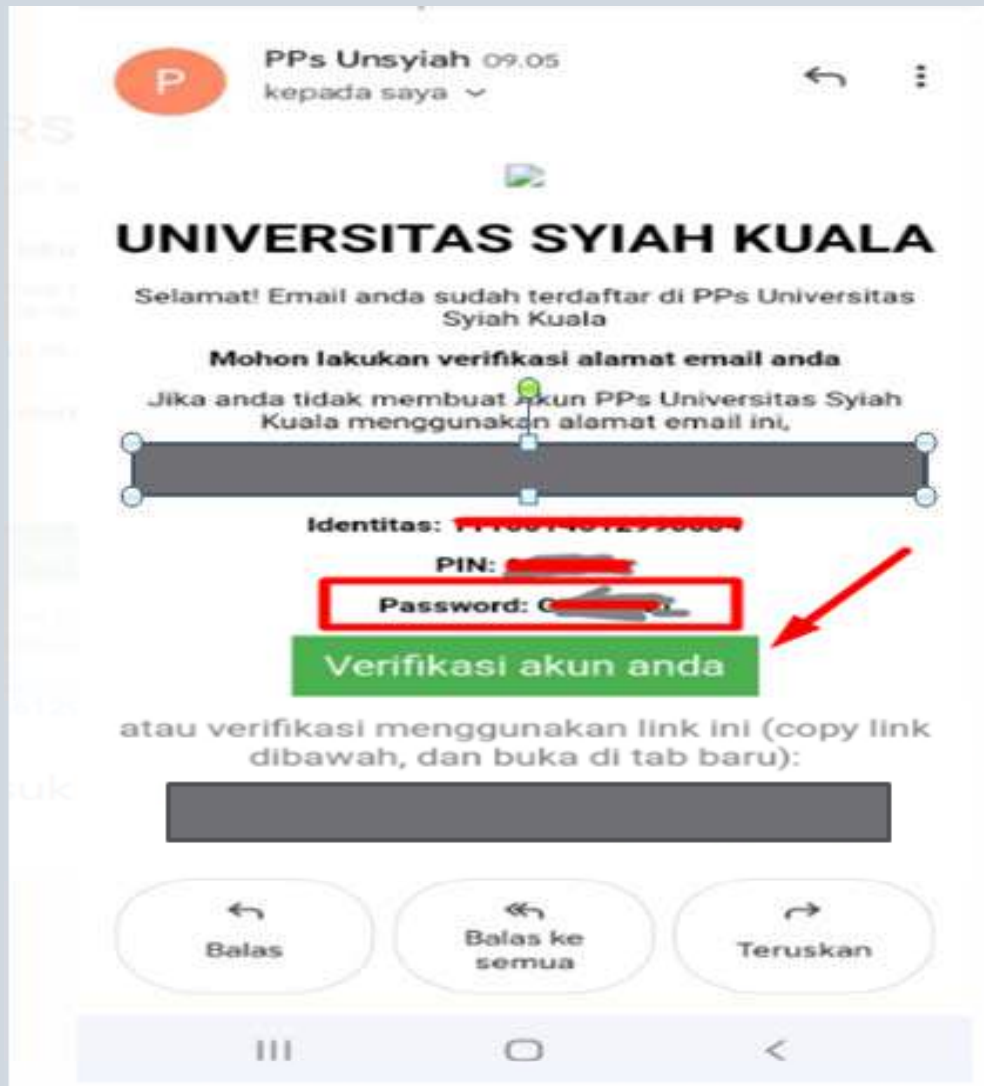 P
PPs Unsyiah 09.05
kepada saya
UNIVERSITAS SYIAH KUALA
Selamat! Email anda sudah terdaftar di PPs Universitas
Syiah Kuala
Mohon lakukan verifikasi alamat email anda
Jika anda tidak membuat Akun PPs Universitas Syiah
Kuala menggunakan alamat email ini,
Identitas:
PIN:
Password:
Verifikasi akun anda
atau verifikasi menggunakan link ini (copy link
dibawah, dan buka di tab baru):
Balas
Balas ke
semua
Teruskan